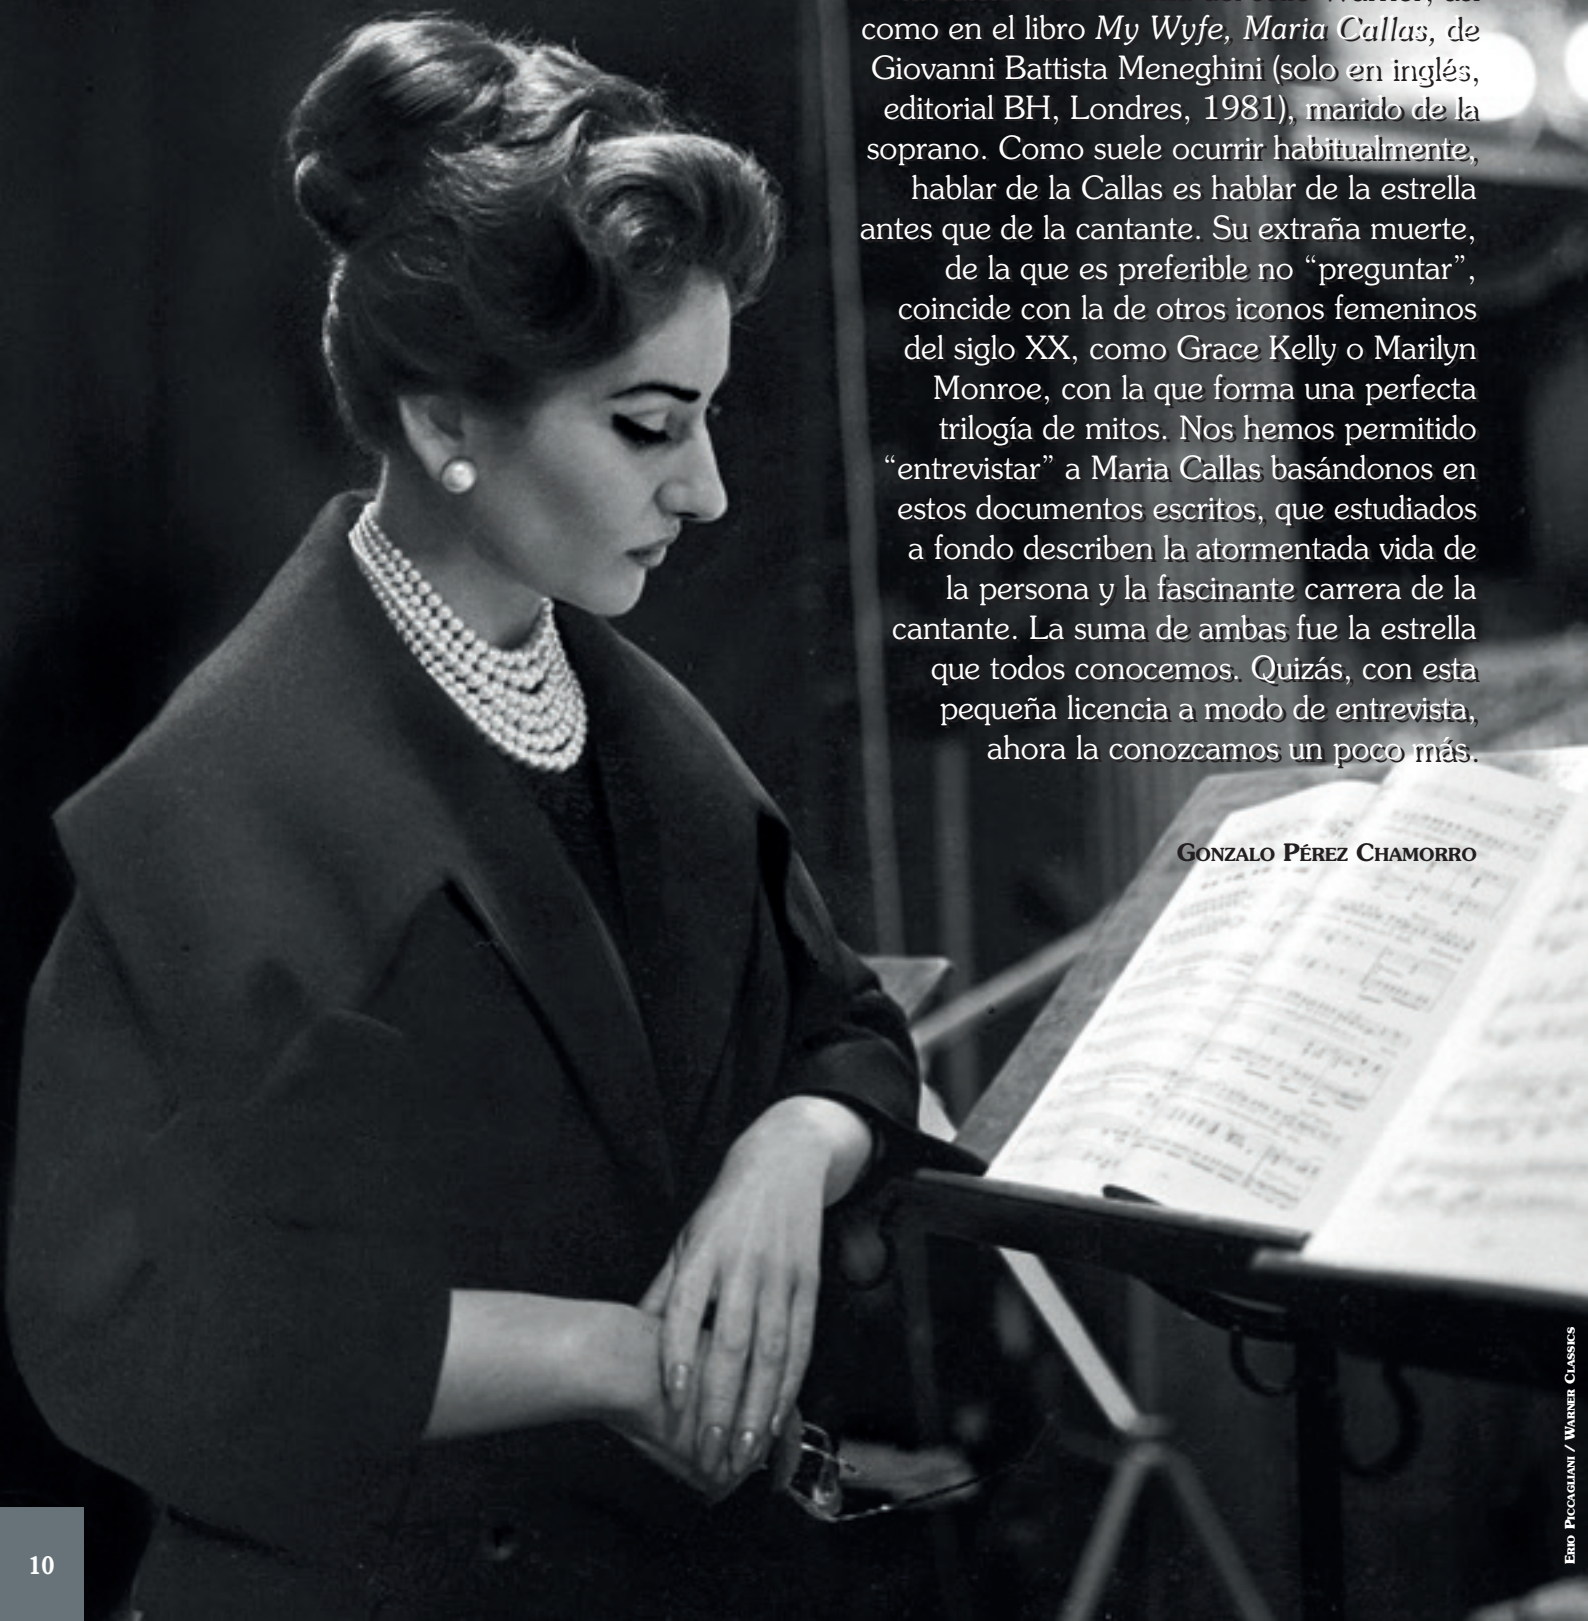 como en el libro My Wyfe, Maria Callas, de
Giovanni Battista Meneghini (solo en inglés,
editorial BH, Londres, 1981), marido de la
soprano. Como suele ocurrir habitualmente,
hablar de la Callas es hablar de la estrella
antes que de la cantante. Su extraña muerte,
de la que es preferible no “preguntar”,
coincide con la de otros iconos femeninos
del siglo XX, como Grace Kelly o Marilyn
Monroe, con la que forma una perfecta
trilogía de mitos. Nos hemos permitido
“entrevistar” a Maria Callas basándonos en
estos documentos escritos, que estudiados
a fondo describen la atormentada vida de
la persona y la fascinante carrera de la
cantante. La suma de ambas fue la estrella
que todos conocemos. Quizás, con esta
pequeña licencia a modo de entrevista,
ahora la conozcamos un poco más.
GONZALO PÉREZ CHAMORRO
ERIO PICCAGLIANI / WARNER CLASSICS
10